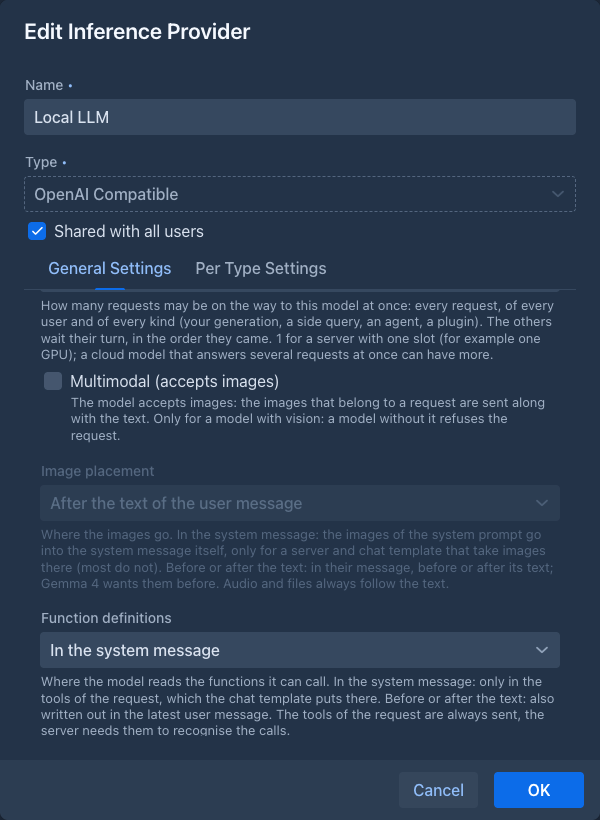 Edit Inference Provider
Name •
Local LLM
Type •
OpenAI Compatible
Shared with all users
General Settings
Per Type Settings
How many requests may be on the way to this model at once: every request, of every
user and of every kind (your generation, a side query, an agent, a plugin). The others
wait their turn, in the order they came. 1 for a server with one slot (for example one
GPU); a cloud model that answers several requests at once can have more.
Multimodal (accepts images)
The model accepts images: the images that belong to a request are sent along
with the text. Only for a model with vision: a model without it refuses the
request.
Image placement
After the text of the user message
Where the images go. In the system message: the images of the system prompt go
into the system message itself, only for a server and chat template that take images
there (most do not). Before or after the text: in their message, before or after its text;
Gemma 4 wants them before. Audio and files always follow the text.
Function definitions
In the system message
Where the model reads the functions it can call. In the system message: only in the
tools of the request, which the chat template puts there. Before or after the text: also
written out in the latest user message. The tools of the request are always sent, the
server needs them to recognise the calls.
Cancel
OK